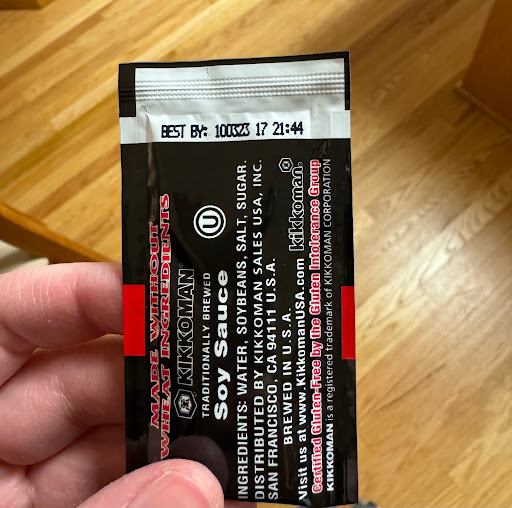 BEST BY: 100323 17 21:44
MADE WITHOUT
WHEAT INGREDIENTS
KIKKOMAN
TRADITIONALLY BREWED
U
Soy Sauce
INGREDIENTS: WATER, SOYBEANS, SALT, SUGAR.
DISTRIBUTED BY KIKKOMAN SALES USA, INC.
SAN FRANCISCO, CA 94111 U.S.A.
BREWED IN U.S.A.
Visit us at www.KikkomanUSA.com kikkoman
Certified Gluten-Free by the Gluten Intolerance Group
KIKKOMAN is a registered trademark of KIKKOMAN CORPORATION